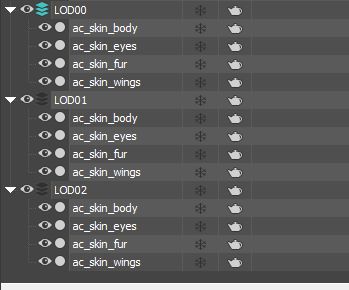 LOD00
ac_skin_body
ac_skin_eyes
ac_skin_fur
ac_skin_wings
LOD01
ac_skin_body
ac_skin_eyes
ac_skin_fur
ac_skin_wings
LOD02
ac_skin_body
ac_skin_eyes
ac_skin_fur
ac_skin_wings